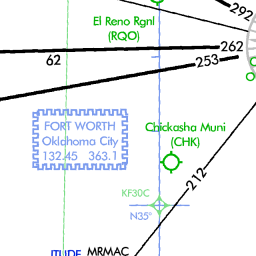 292
El Reno Rgnl
(RQO)
262
62
253
FORT WORTH
Oklahoma City
132.45 363.1
Chickasha Muni
(CHK)
212
KF30C
N35°
MRMAC